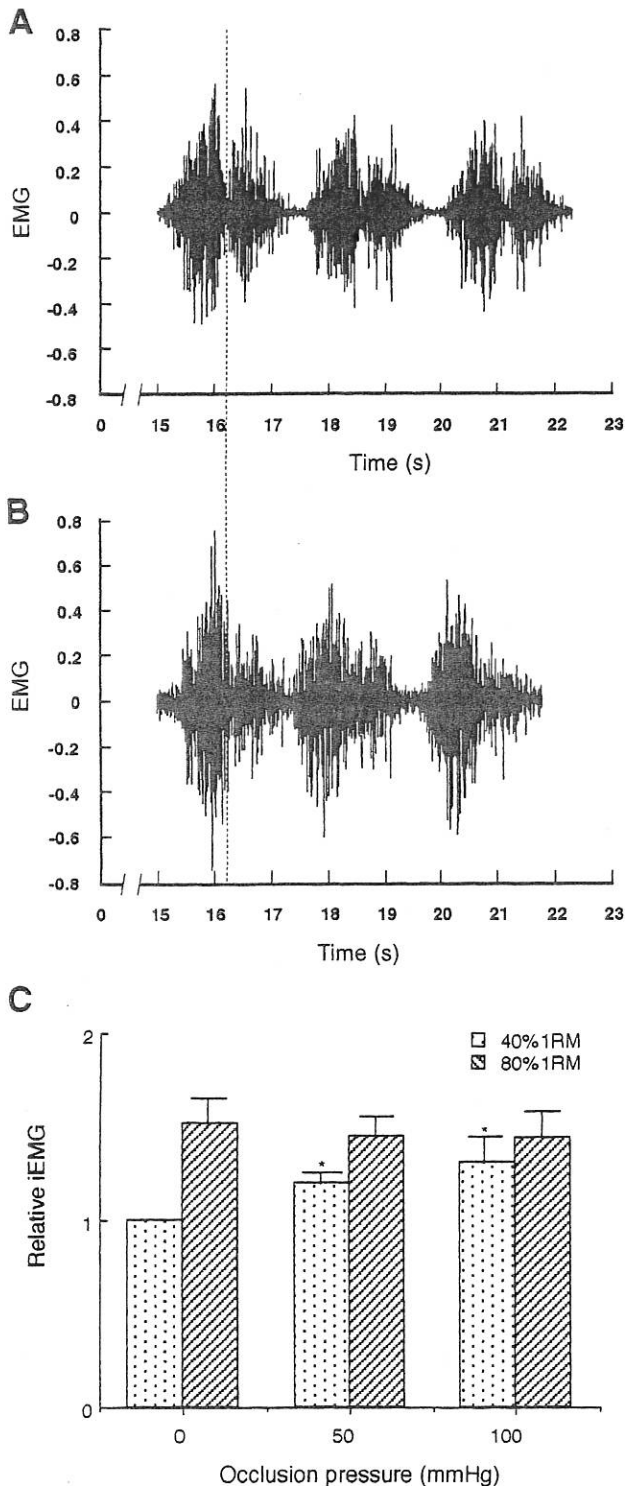 A
0.8
0.6
0.4
0.2
0
-0.2
-0.4
-0.6
-0.8
EMG
0 15 16 17 18 19 20 21 22 23
Time (s)
B
0.8
0.6
0.4
0.2
0
-0.2
-0.4
-0.6
-0.8
EMG
0 15 16 17 18 19 20 21 22 23
Time (s)
C
2
1
0
Relative iEMG
40%1RM
80%1RM
* *
0 50 100
Occlusion pressure (mmHg)